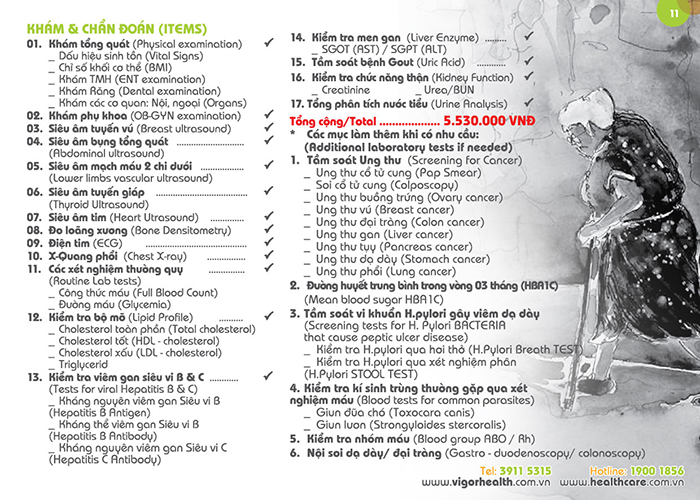 11
KHÁM & CHẨN ĐOÁN (ITEMS)
01. Khám tổng quát (Physical examination) ✓
_ Dấu hiệu sinh tồn (Vital Signs)
_ Chỉ số khối cơ thể (BMI)
_ Khám TMH (ENT examination)
_ Khám Răng (Dental examination)
_ Khám các cơ quan: Nội, ngoại (Organs)
02. Khám phụ khoa (OB-GYN examination) ✓
03. Siêu âm tuyến vú (Breast ultrasound) ✓
04. Siêu âm bụng tổng quát .......................... ✓
(Abdominal ultrasound)
05. Siêu âm mạch máu 2 chi dưới ................. ✓
(Lower limbs vascular ultrasound)
06. Siêu âm tuyến giáp .................................... ✓
(Thyroid Ultrasound)
07. Siêu âm tim (Heart Utrasound) ............. ✓
08. Đo loãng xương (Bone Densitometry) ✓
09. Điện tim (ECG) ....................................... ✓
10. X-Quang phổi (Chest X-ray) ............... ✓
11. Các xét nghiệm thường quy .............. ✓
(Routine Lab tests)
_ Công thức máu (Full Blood Count)
_ Đường máu (Glycemia)
12. Kiểm tra bộ mỡ (Lipid Profile) .......... ✓
_ Cholesterol toàn phần (Total cholesterol)
_ Cholesterol tốt (HDL - cholesterol)
_ Cholesterol xấu (LDL - cholesterol)
_ Triglycerid
13. Kiểm tra viêm gan siêu vi B & C ............ ✓
(Tests for viral Hepatitis B & C)
_ Kháng nguyên viêm gan Siêu vi B
(Hepatitis B Antigen)
_ Kháng thể viêm gan Siêu vi B
(Hepatitis B Antibody)
_ Kháng nguyên viêm gan Siêu vi C
(Hepatitis C Antibody)
14. Kiểm tra men gan (Liver Enzyme) ......... ✓
_ SGOT (AST) / SGPT (ALT)
15. Tầm soát bệnh Gout (Uric Acid) ............ ✓
16. Kiểm tra chức năng thận (Kidney Function) ✓
_ Creatinine _ Urea/BUN
17. Tổng phân tích nước tiểu (Urine Analysis) ✓
Tổng cộng/Total .................... 5.530.000 VNĐ
* Các mục làm thêm khi có nhu cầu:
(Additional laboratory tests if needed)
1. Tầm soát Ung thư (Screening for Cancer)
_ Ung thư cổ tử cung (Pap Smear)
_ Soi cổ tử cung (Colposcopy)
_ Ung thư buồng trứng (Ovary cancer)
_ Ung thư vú (Breast cancer)
_ Ung thư đại tràng (Colon cancer)
_ Ung thư gan (Liver cancer)
_ Ung thư tụy (Pancreas cancer)
_ Ung thư dạ dày (Stomach cancer)
_ Ung thư phổi (Lung cancer)
2. Đường huyết trung bình trong vòng 03 tháng (HBA1C)
(Mean blood sugar HBA1C)
3. Tầm soát vi khuẩn H.pylori gây viêm dạ dày
(Screening tests for H. Pylori BACTERIA
that cause peptic ulcer disease)
_ Kiểm tra H.pylori qua hơi thở (H.Pylori Breath TEST)
_ Kiểm tra H.pylori qua xét nghiệm phân
(H.Pylori STOOL TEST)
4. Kiểm tra kí sinh trùng thường gặp qua xét
nghiệm máu (Blood tests for common parasites)
_ Giun đũa chó (Toxocara canis)
_ Giun lươn (Strongyloides stercoralis)
5. Kiểm tra nhóm máu (Blood group ABO / Rh)
6. Nội soi dạ dày/ đại tràng (Gastro - duodenoscopy/ colonoscopy)
Tel: 3911 5315 Hotline: 1900 1856
www.vigorhealth.com.vn www.healthcare.com.vn